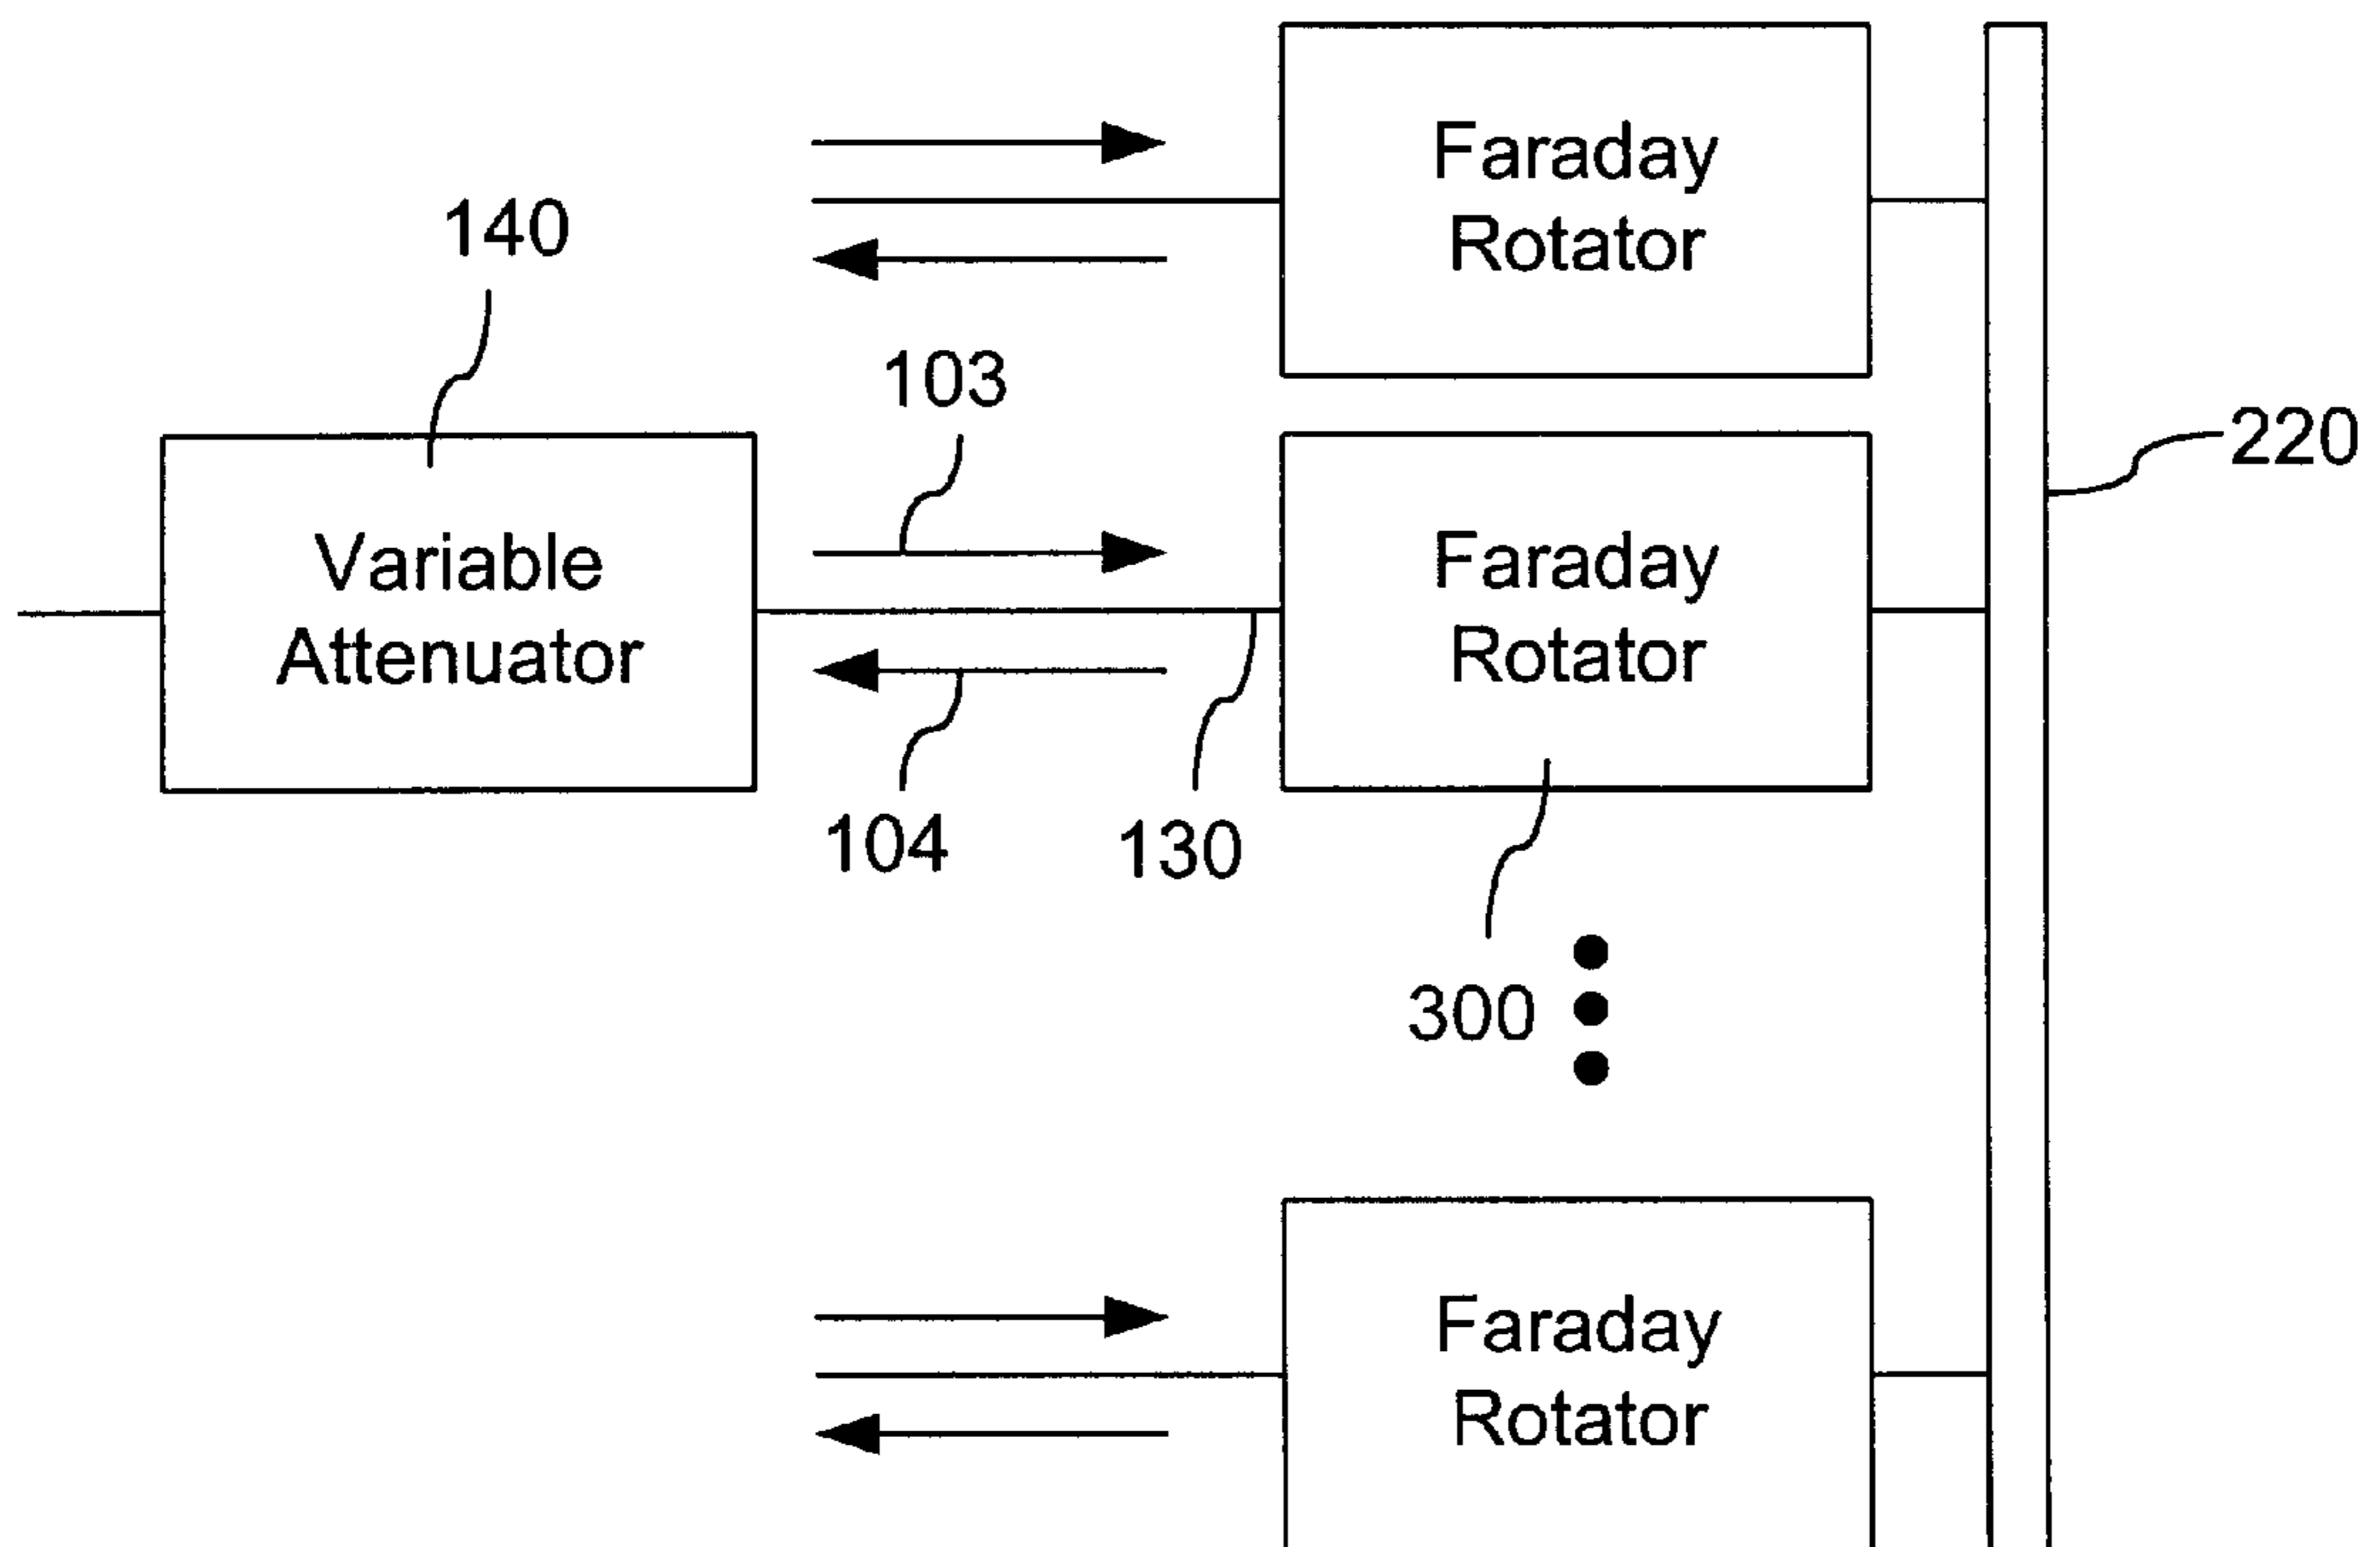 Faraday
Rotator
140
103
220
Variable
Attenuator
Faraday
Rotator
104
130
300
Faraday
Rotator